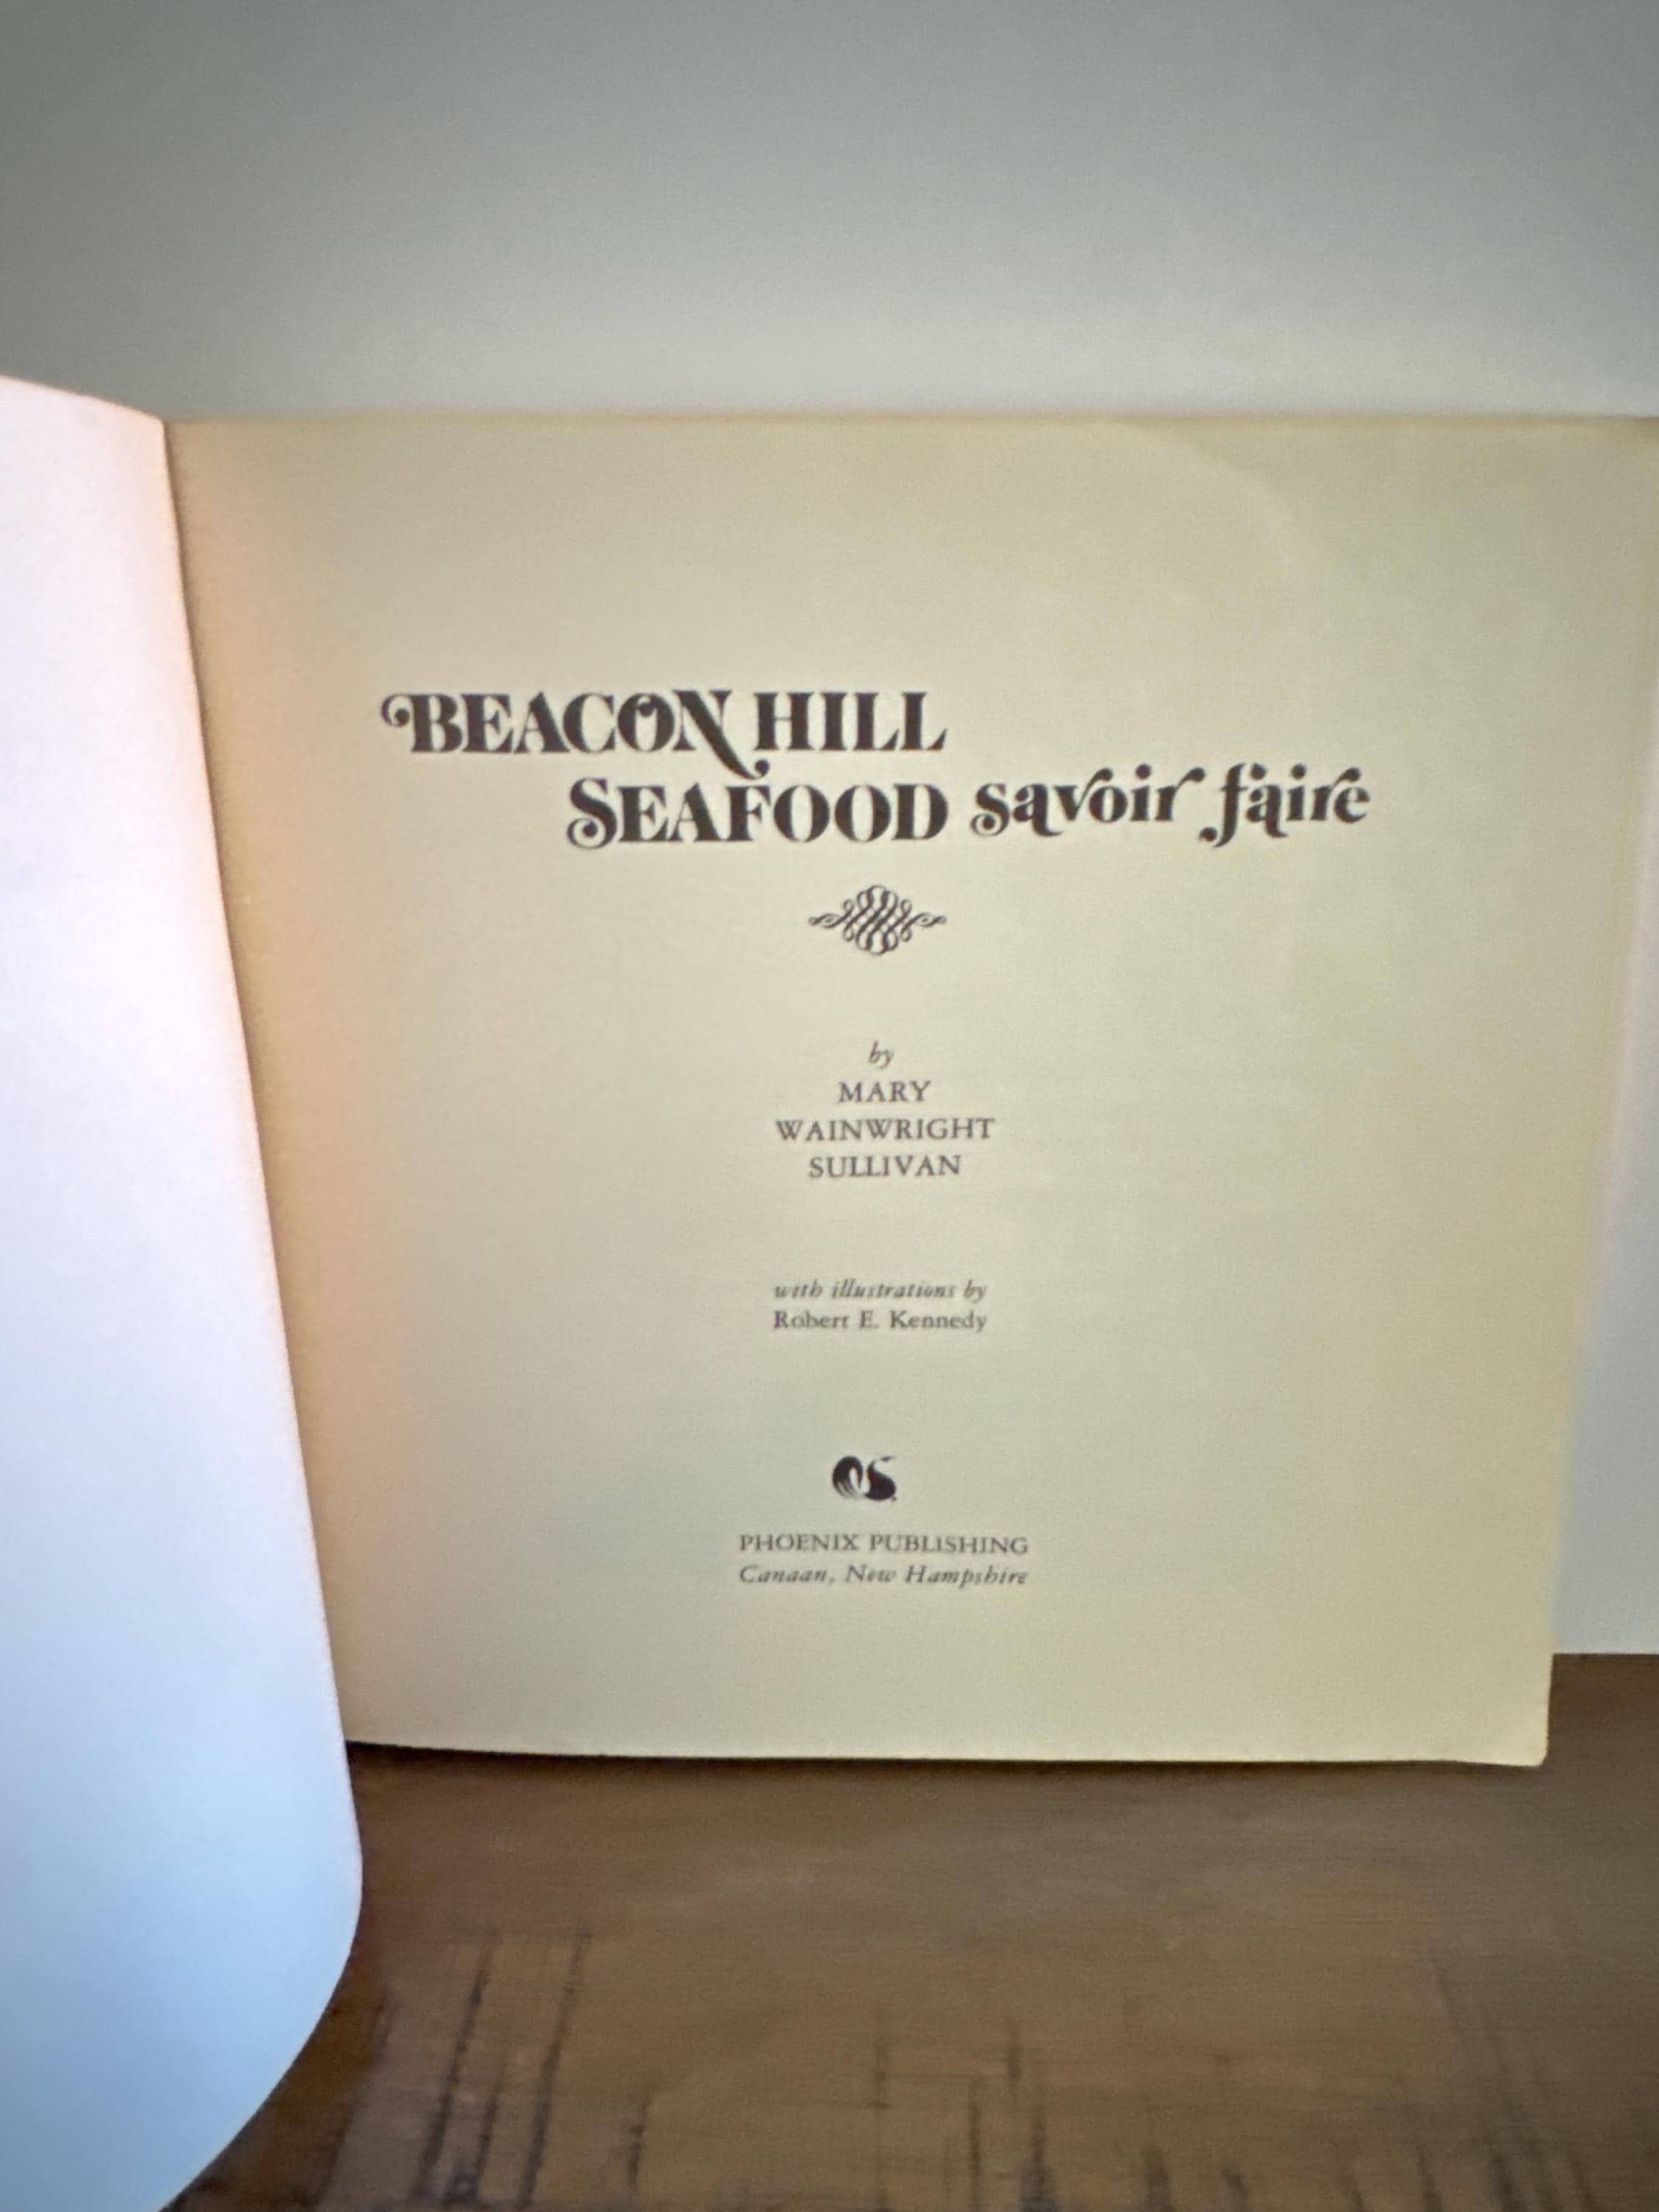 BEACON HILL
SEAFOOD savoir faire
by
MARY
WAINWRIGHT
SULLIVAN
with illustrations by
Robert E. Kennedy
PHOENIX PUBLISHING
Canaan, New Hampshire